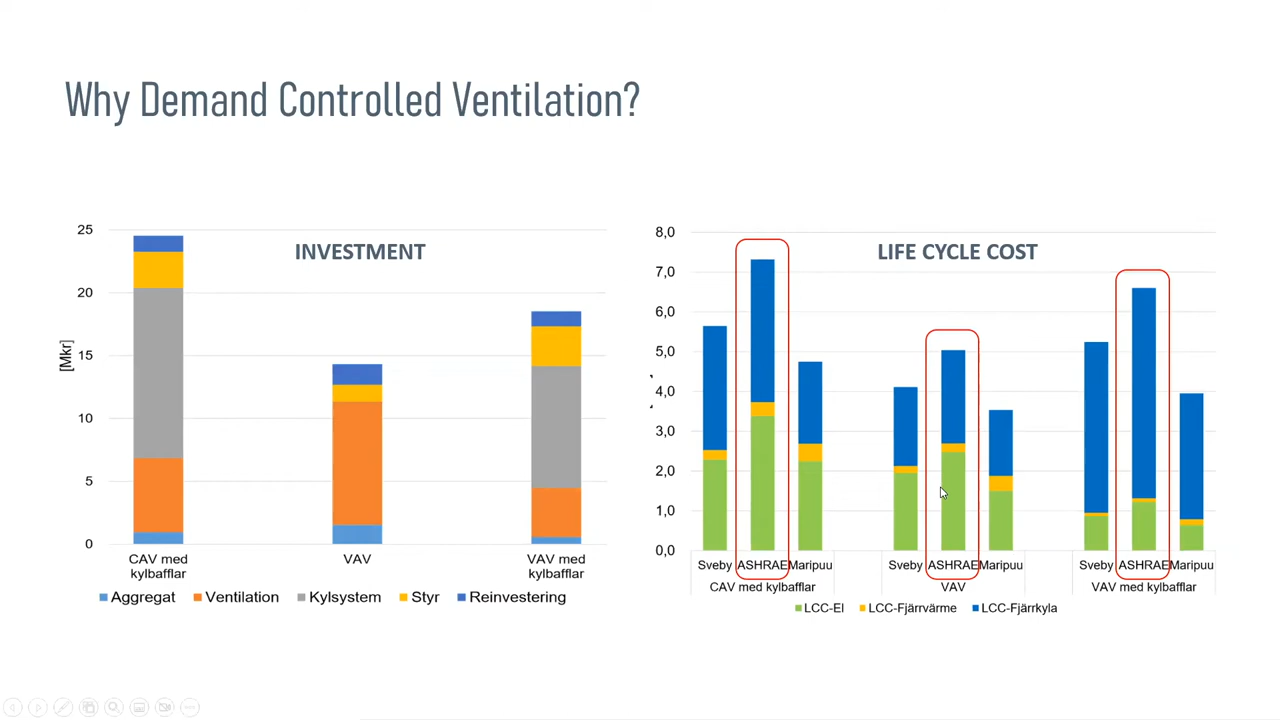 Why Demand Controlled Ventilation?
INVESTMENT
[Mkr]
25
20
15
10
5
0
CAV med
kylbafflar
VAV
VAV med
kylbafflar
Aggregat Ventilation Kylsystem Styr Reinvestering
LIFE CYCLE COST
8,0
7,0
6,0
5,0
4,0
3,0
2,0
1,0
0,0
Sveby ASHRAE Maripuu Sveby ASHRAE Maripuu Sveby ASHRAE Maripuu
CAV med kylbafflar VAV VAV med kylbafflar
LCC-El LCC-Fjärrvärme LCC-Fjärrkyla